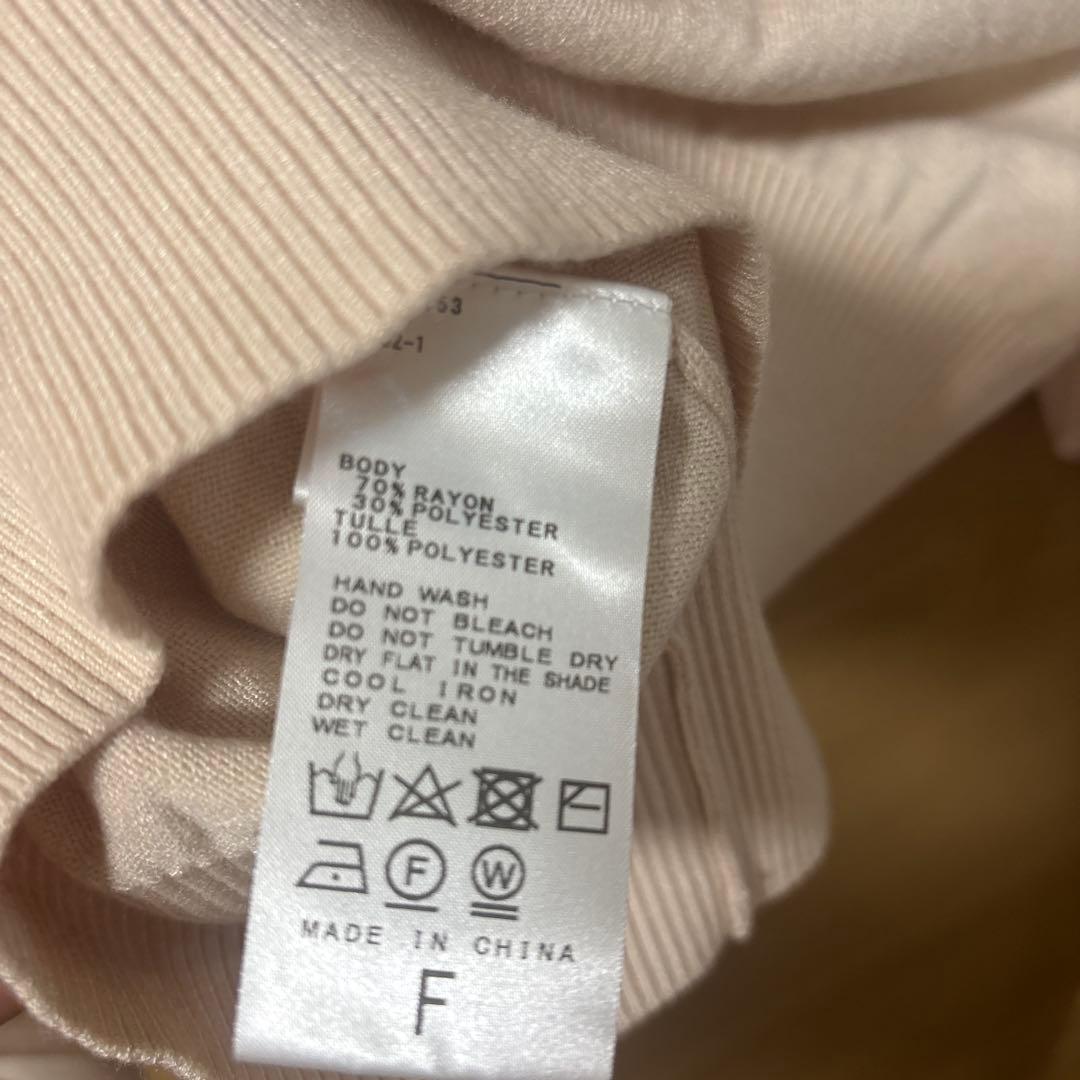 BODY
70% RAYON
30% POLYESTER
TULLE
100% POLYESTER
HAND WASH
DO NOT BLEACH
DO NOT TUMBLE DRY
DRY FLAT IN THE SHADE
COOL IRON
DRY CLEAN
WET CLEAN
F W
MADE IN CHINA
F